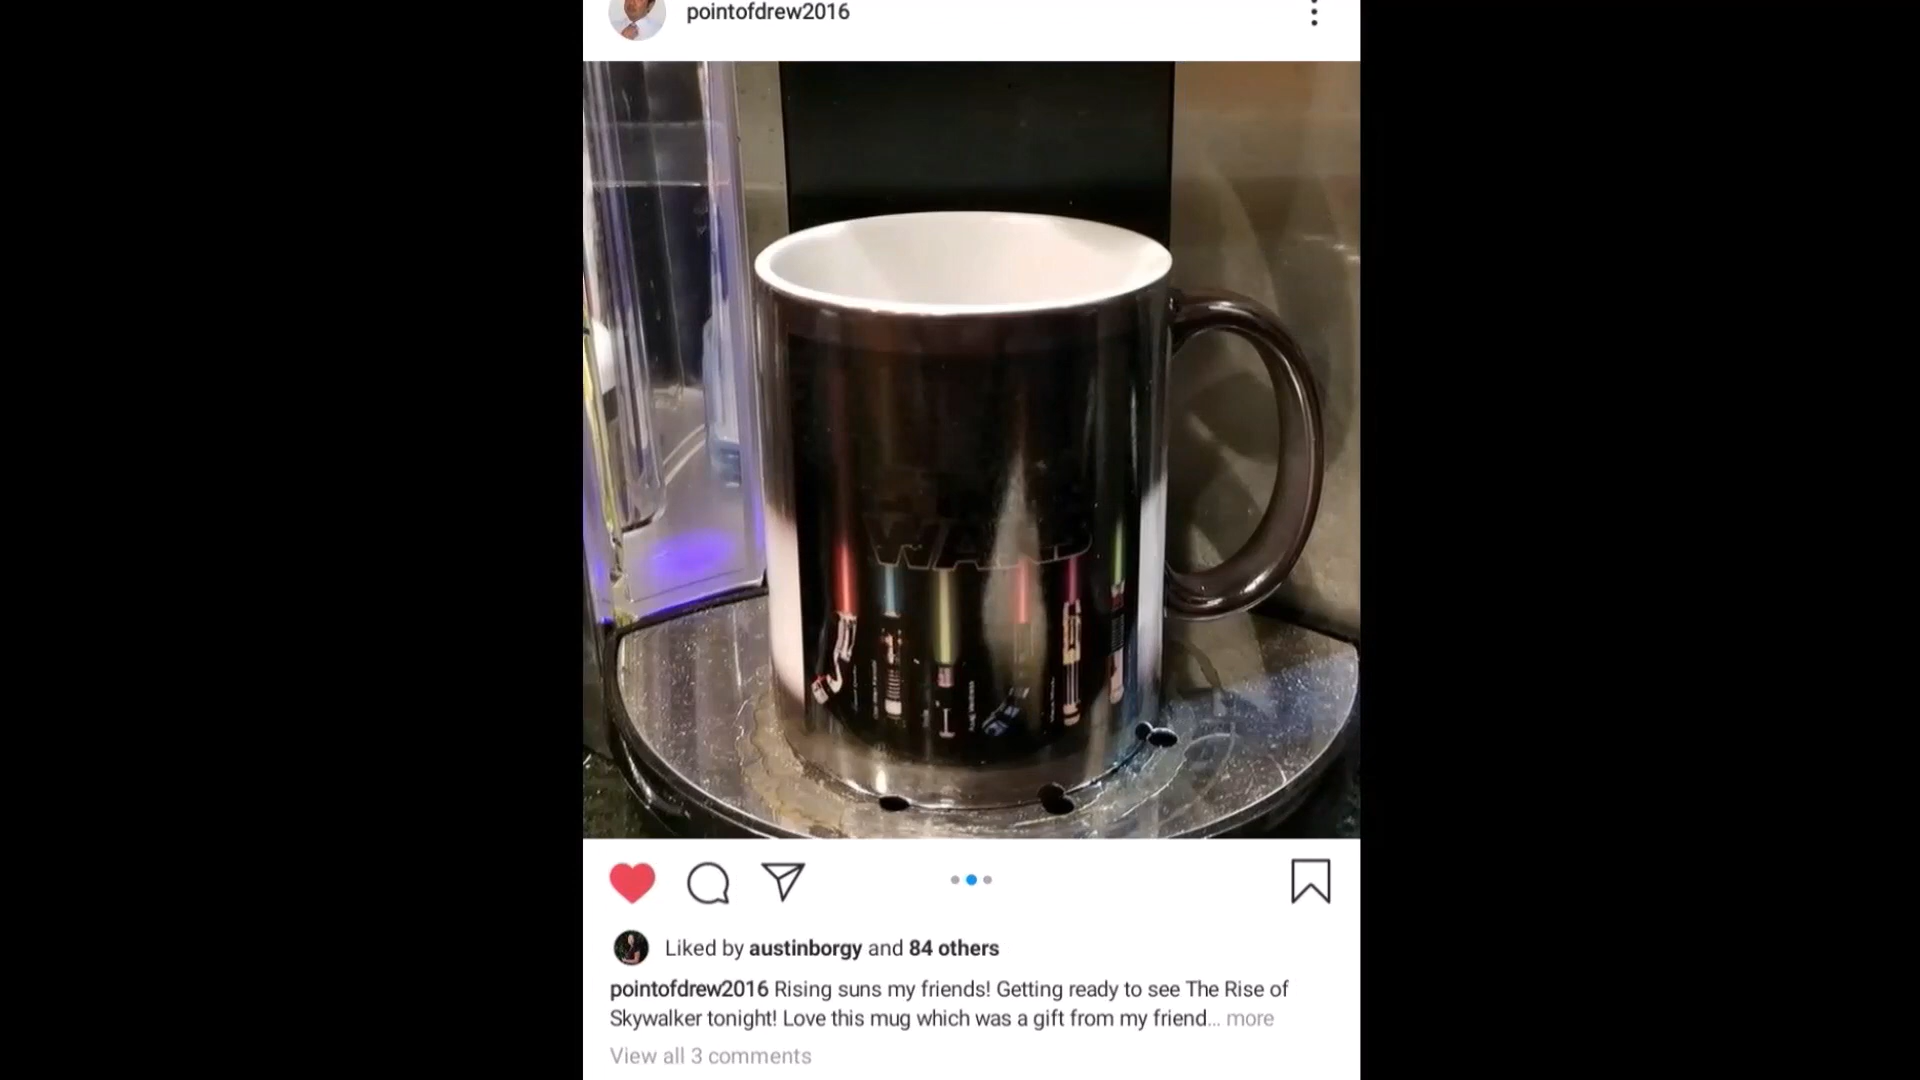 pointofdrew2016
WARS
Liked by austinborgy and 84 others
pointofdrew2016 Rising suns my friends! Getting ready to see The Rise of
Skywalker tonight! Love this mug which was a gift from my friend... more
View all 3 comments